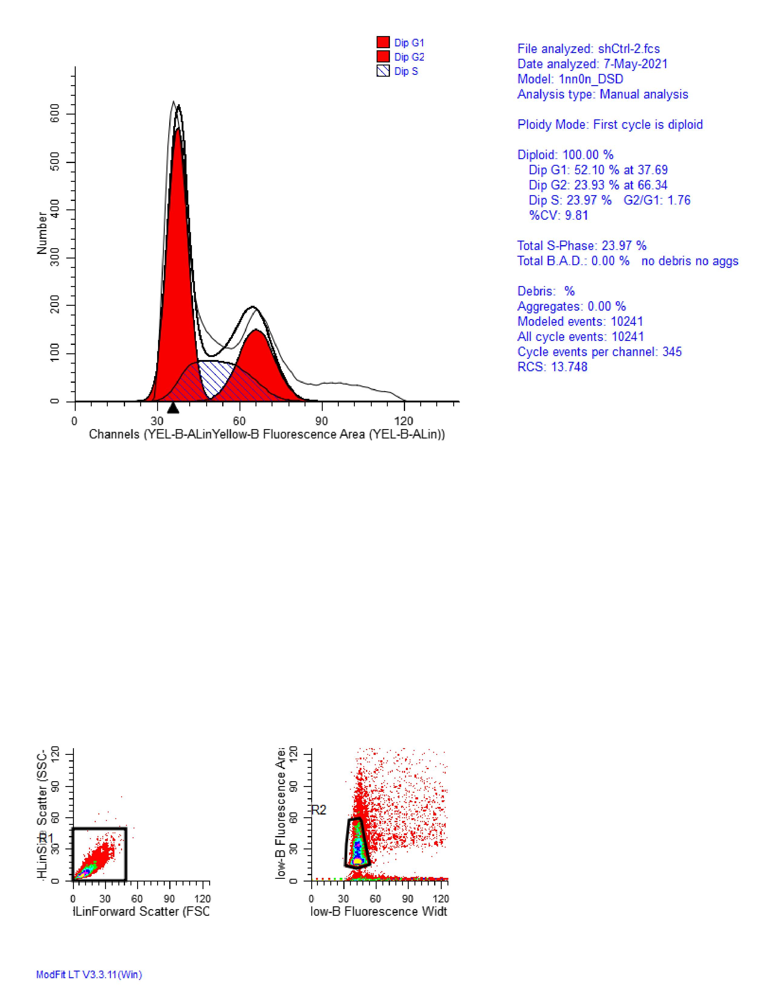 Dip G1
Dip G2
Dip S
File analyzed: shCtrl-2.fcs
Date analyzed: 7-May-2021
Model: 1nn0n_DSD
Analysis type: Manual analysis
Ploidy Mode: First cycle is diploid
Diploid: 100.00 %
Dip G1: 52.10 % at 37.69
Dip G2: 23.93 % at 66.34
Dip S: 23.97 % G2/G1: 1.76
%CV: 9.81
Total S-Phase: 23.97 %
Total B.A.D.: 0.00 % no debris no aggs
Debris: %
Aggregates: 0.00 %
Modeled events: 10241
All cycle events: 10241
Cycle events per channel: 345
RCS: 13.748
Number
600
500
400
300
200
100
0
0 30 60 90 120
Channels (YEL-B-ALinYellow-B Fluorescence Area (YEL-B-ALin))
Scatter (SSC-
120
90
60
30
0
0 30 60 90 120
LinForward Scatter (FSC
low-B Fluorescence Area
120
90
60
30
0
R2
0 30 60 90 120
low-B Fluorescence Widt
ModFit LT V3.3.11(Win)